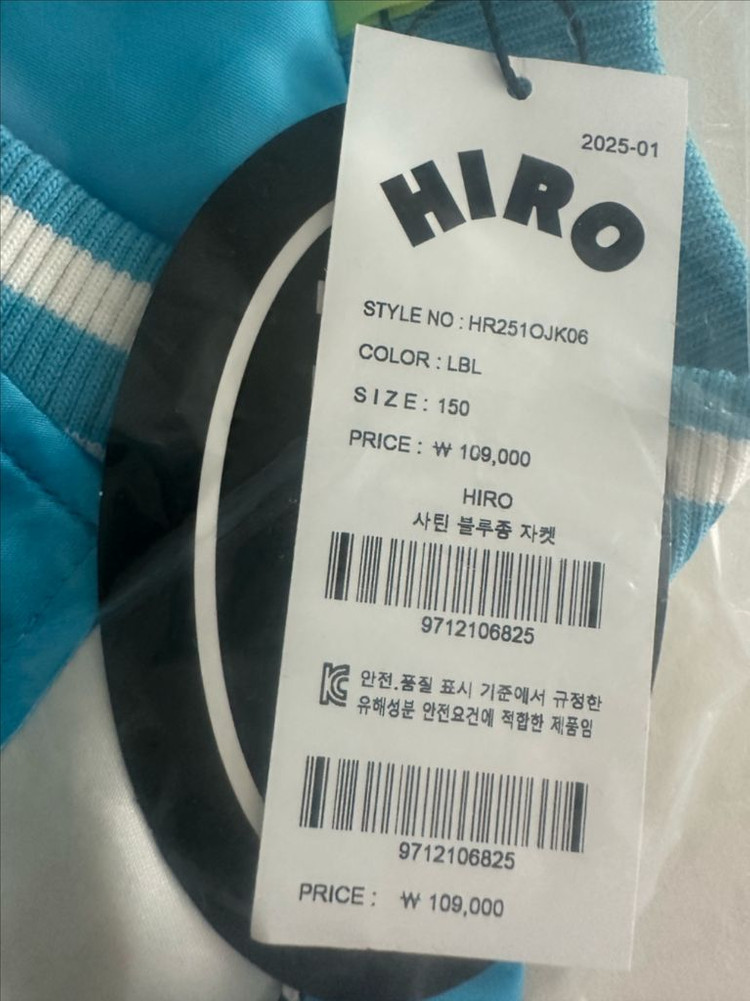 2025-01
HIRO
STYLE NO : HR251OJK06
COLOR : LBL
SIZE : 150
PRICE : ₩ 109,000
HIRO
사틴 블루종 자켓
9712106825
KC 안전.품질 표시 기준에서 규정한
유해성분 안전요건에 적합한 제품임
9712106825
PRICE : ₩ 109,000